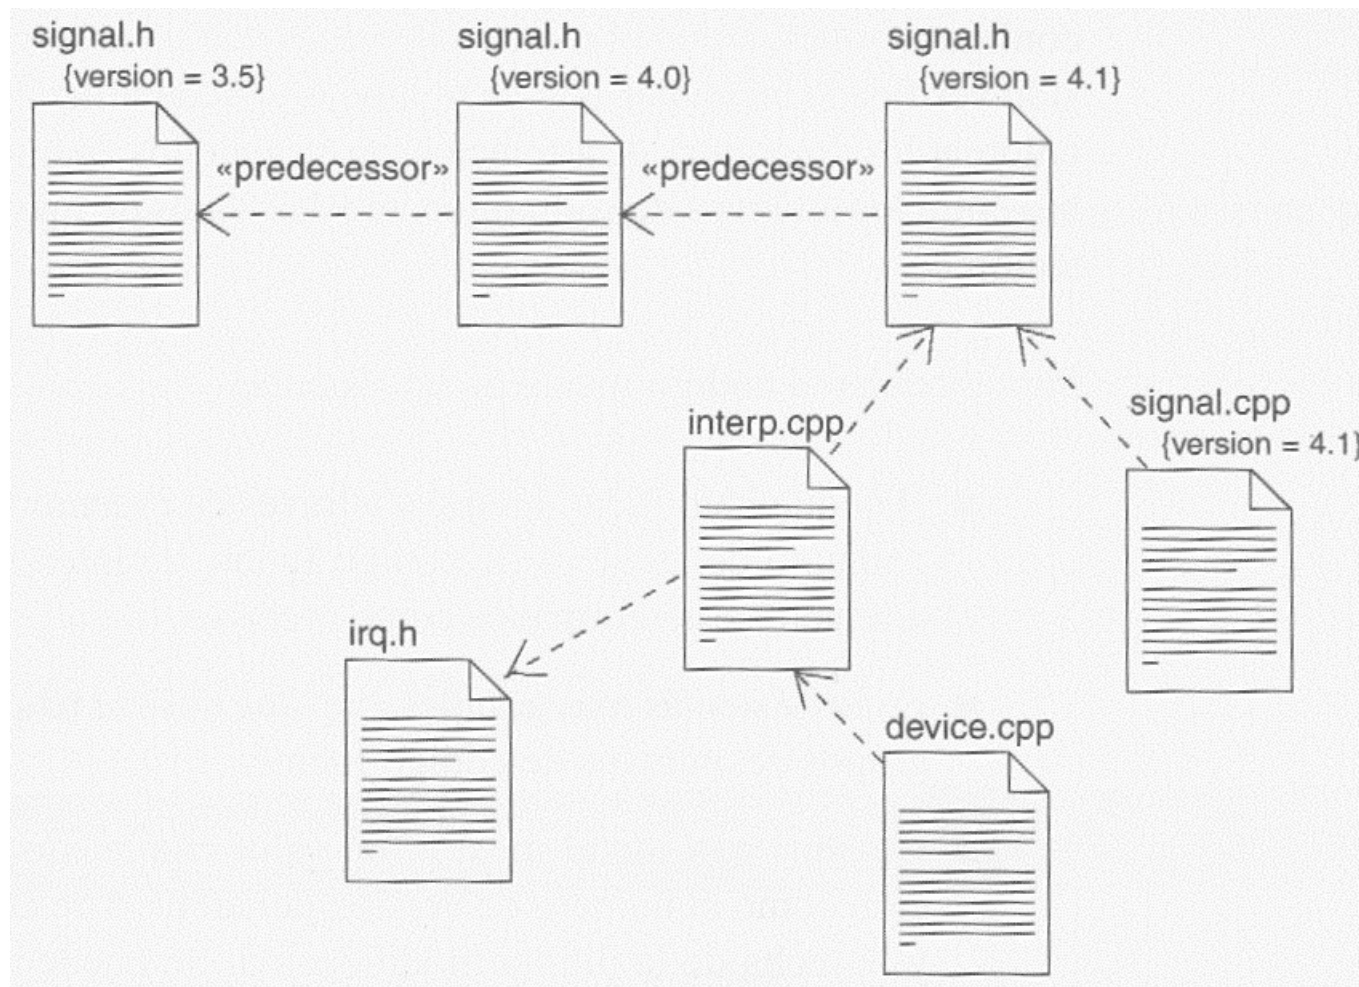 signal.h
{version = 3.5}
signal.h
{version = 4.0}
signal.h
{version = 4.1}
«predecessor»
«predecessor»
signal.cpp
{version = 4.1}
interp.cpp
irq.h
device.cpp